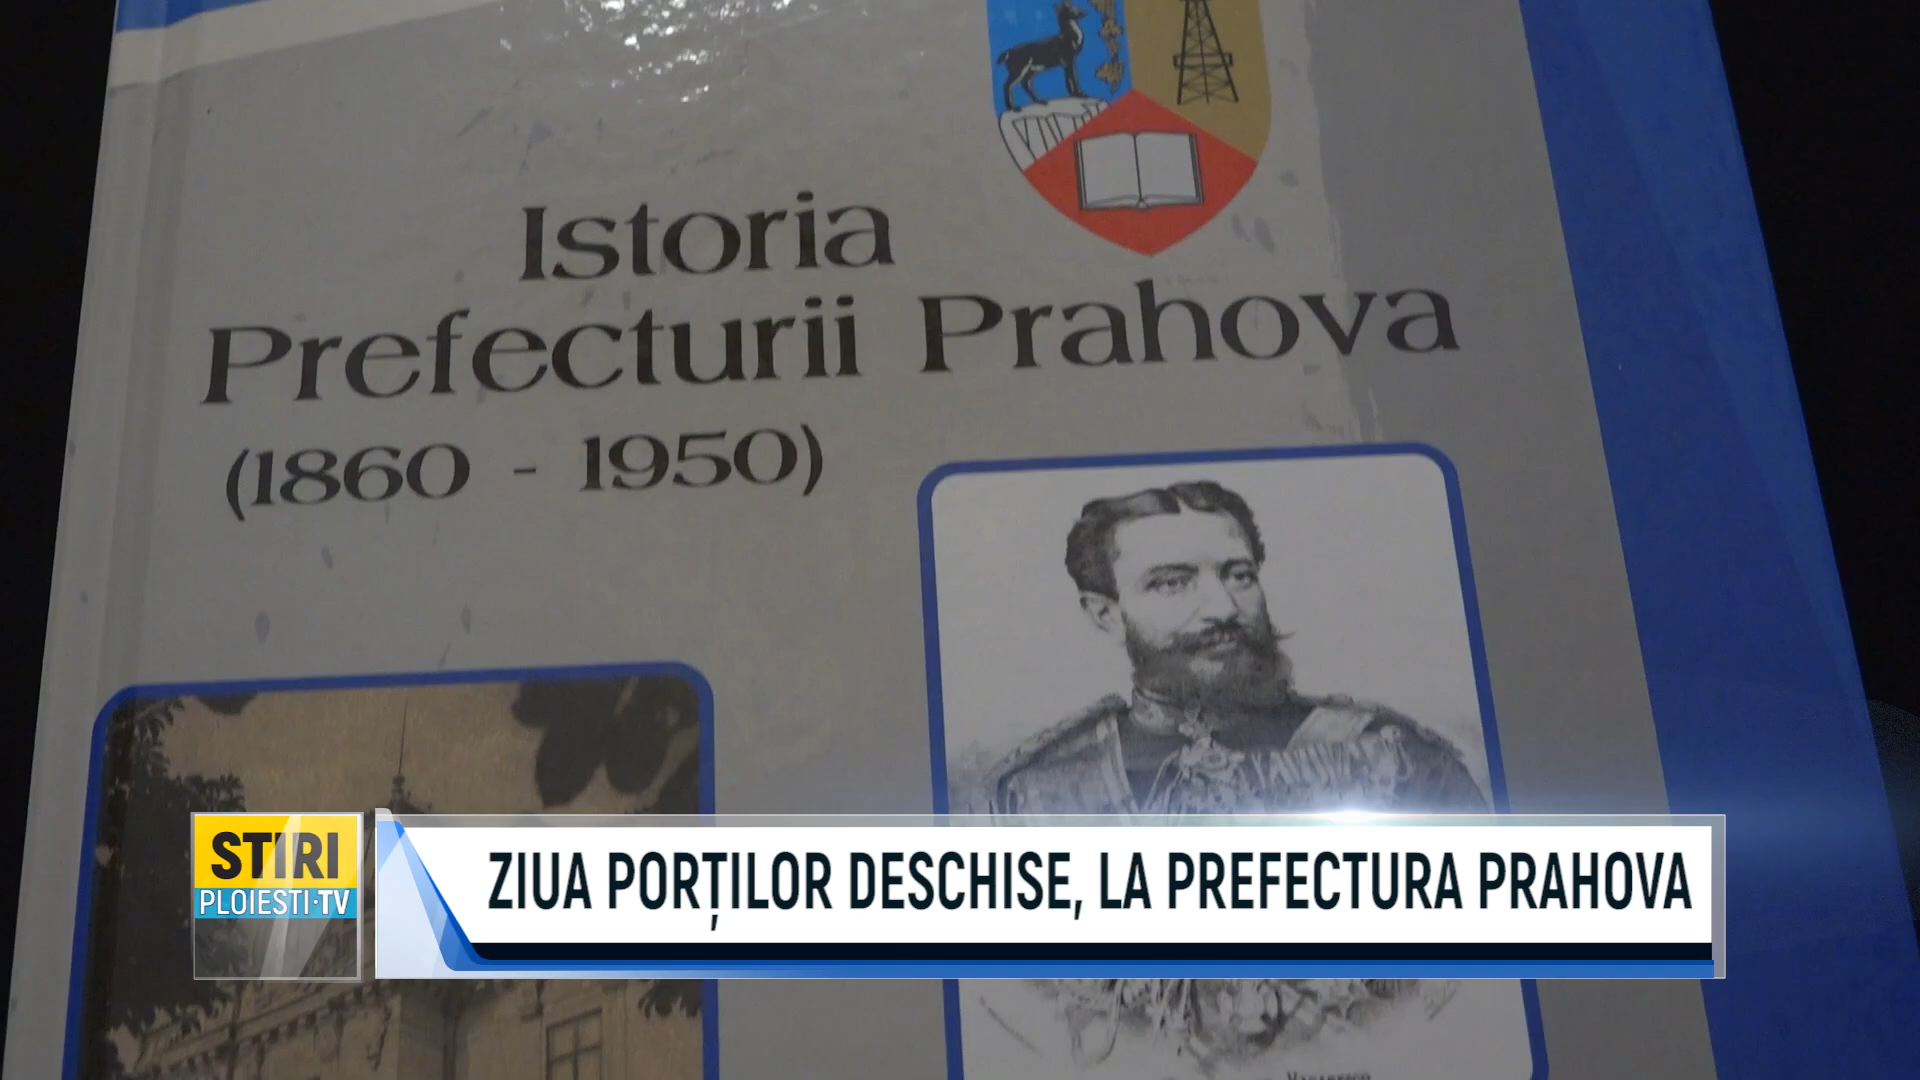 Istoria
Prefecturii Prahova
(1860 - 1950)
STIRI
PLOIESTI·TV
ZIUA PORȚILOR DESCHISE, LA PREFECTURA PRAHOVA